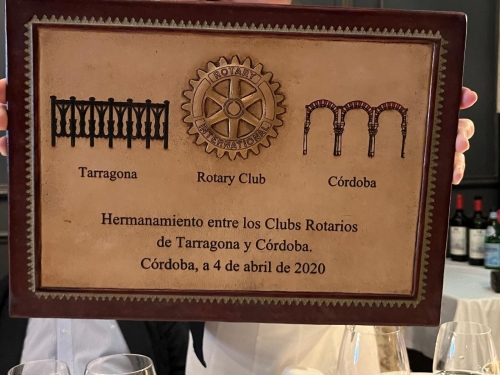 ROTARY
INTERNATIONAL
Tarragona
Rotary Club
Córdoba
Hermanamiento entre los Clubs Rotarios
de Tarragona y Córdoba.
Córdoba, a 4 de abril de 2020